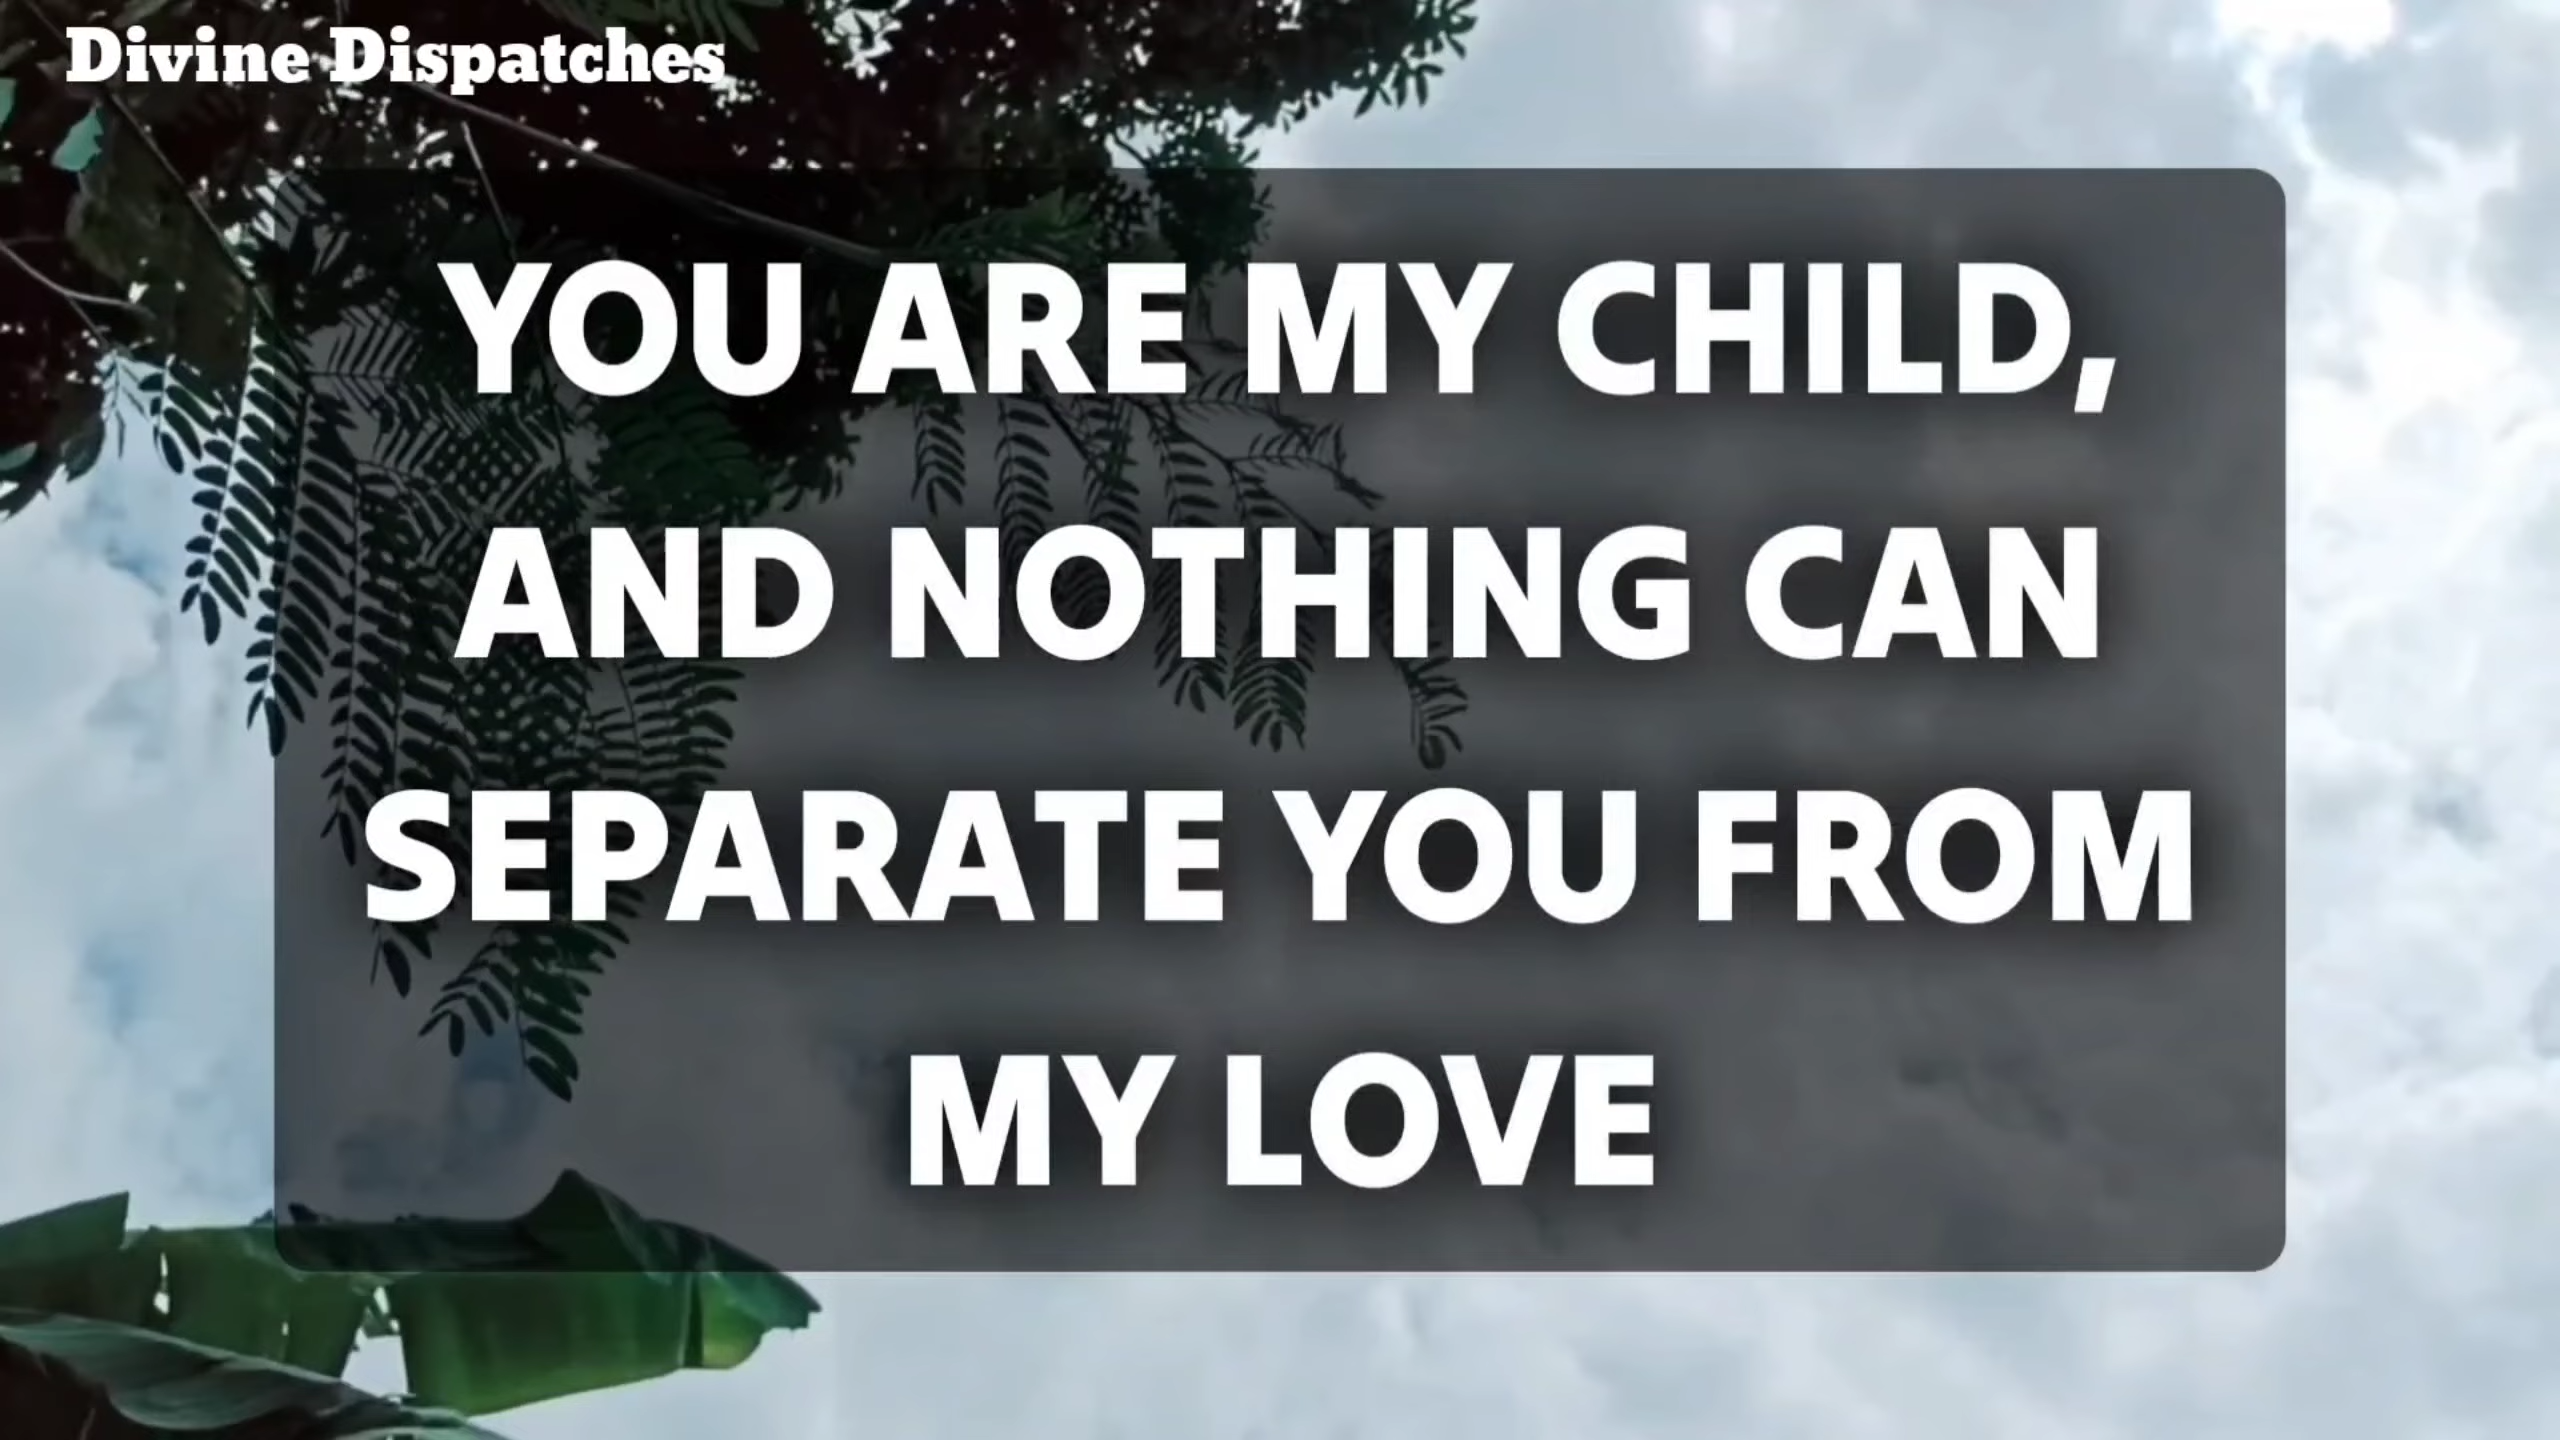 Divine Dispatches
YOU ARE MY CHILD,
AND NOTHING CAN
SEPARATE YOU FROM
MY LOVE